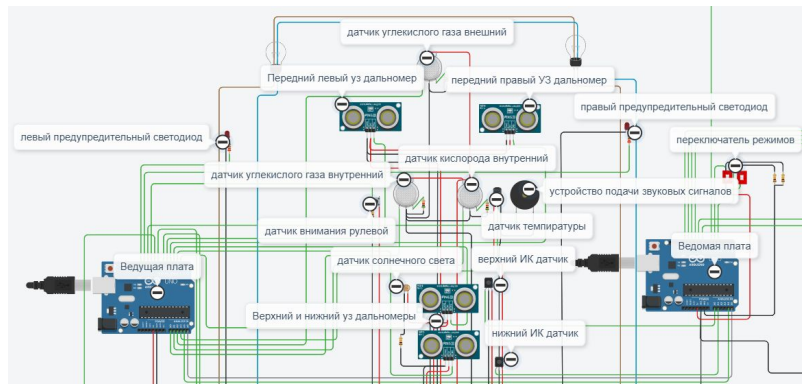 датчик углекислого газа внешний
Передний левый уз дальномер
передний правый УЗ дальномер
правый предупредительный светодиод
левый предупредительный светодиод
переключатель режимов
датчик кислорода внутренний
датчик углекислого газа внутренний
устройство подачи звуковых сигналов
датчик внимания рулевой
датчик темпиратуры
Ведомая плата
датчик солнечного света
верхний ИК датчик
Ведущая плата
Верхний и нижний уз дальномеры
нижний ИК датчик